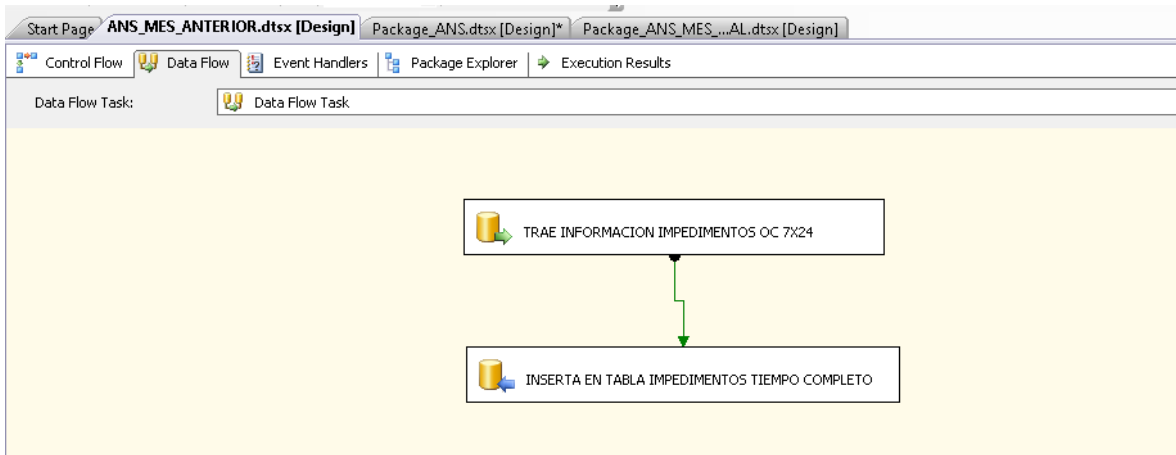 Start Page ANS_MES_ANTERIOR.dtsx [Design] Package_ANS.dtsx [Design]* Package_ANS_MES_...AL.dtsx [Design]
Control Flow Data Flow Event Handlers Package Explorer Execution Results
Data Flow Task: Data Flow Task
TRAE INFORMACION IMPEDIMENTOS OC 7X24
INSERTA EN TABLA IMPEDIMENTOS TIEMPO COMPLETO